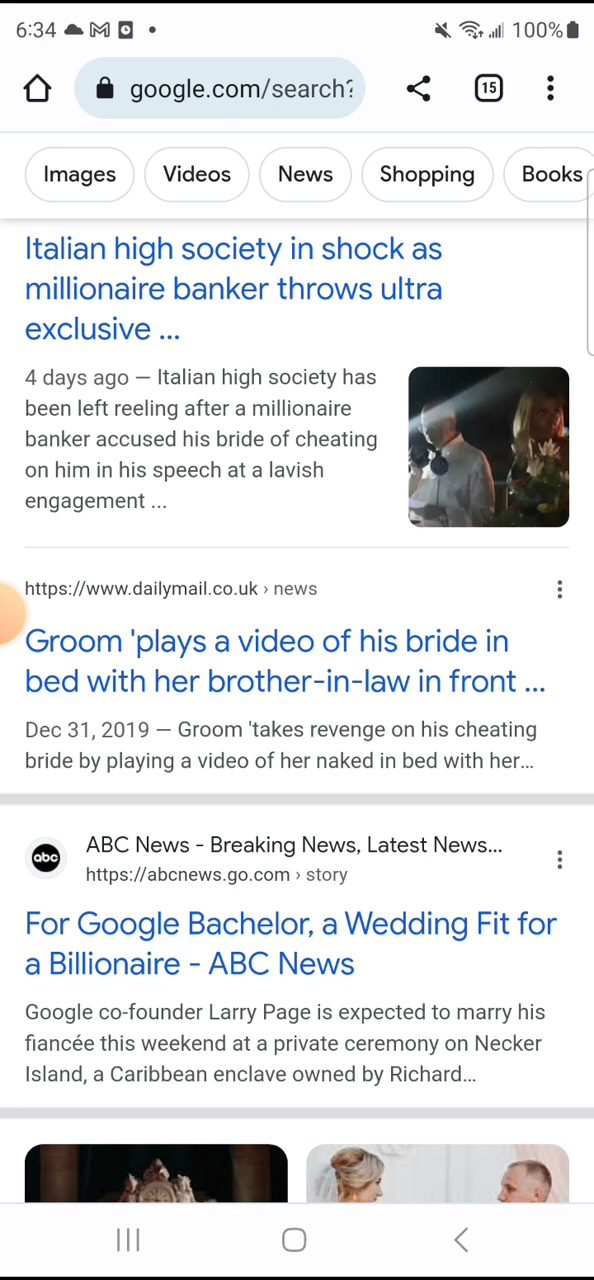 6:34
100%
google.com/search?
15
Images
Videos
News
Shopping
Books
Italian high society in shock as
millionaire banker throws ultra
exclusive ...
4 days ago — Italian high society has
been left reeling after a millionaire
banker accused his bride of cheating
on him in his speech at a lavish
engagement ...
https://www.dailymail.co.uk › news
Groom 'plays a video of his bride in
bed with her brother-in-law in front ...
Dec 31, 2019 — Groom 'takes revenge on his cheating
bride by playing a video of her naked in bed with her...
abc
ABC News - Breaking News, Latest News...
https://abcnews.go.com › story
For Google Bachelor, a Wedding Fit for
a Billionaire - ABC News
Google co-founder Larry Page is expected to marry his
fiancée this weekend at a private ceremony on Necker
Island, a Caribbean enclave owned by Richard...